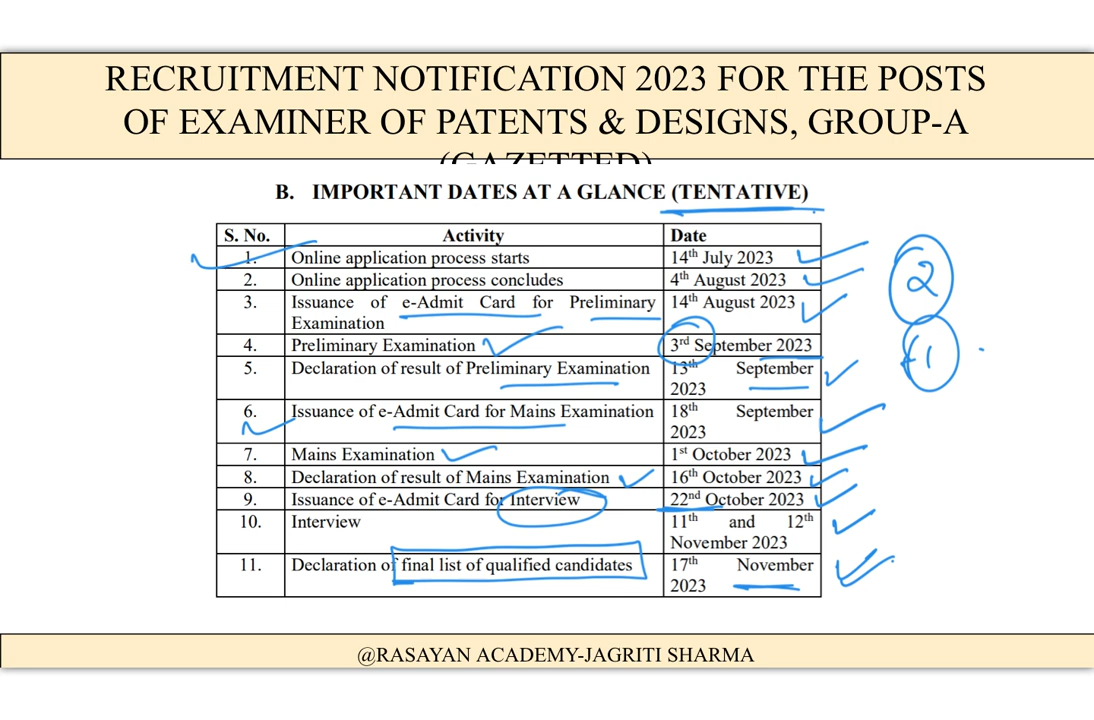 RECRUITMENT NOTIFICATION 2023 FOR THE POSTS
OF EXAMINER OF PATENTS & DESIGNS, GROUP-A
(GAZETTED)
B. IMPORTANT DATES AT A GLANCE (TENTATIVE)
S. No. Activity Date
1. Online application process starts 14th July 2023
2. Online application process concludes 4th August 2023
3. Issuance of e-Admit Card for Preliminary 14th August 2023
Examination
4. Preliminary Examination 3rd September 2023
5. Declaration of result of Preliminary Examination 13th September
2023
6. Issuance of e-Admit Card for Mains Examination 18th September
2023
7. Mains Examination 1st October 2023
8. Declaration of result of Mains Examination 16th October 2023
9. Issuance of e-Admit Card for Interview 22nd October 2023
10. Interview 11th and 12th
November 2023
11. Declaration of final list of qualified candidates 17th November
2023
2
+1
@RASAYAN ACADEMY-JAGRITI SHARMA